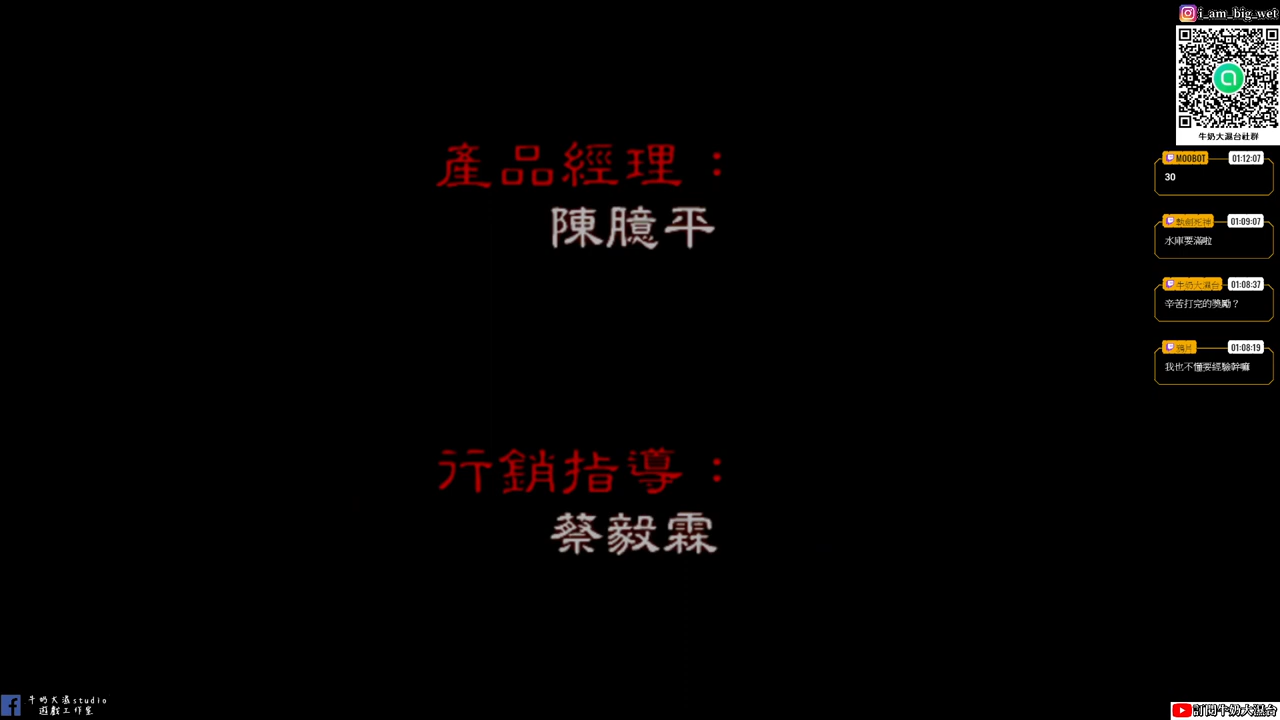 產品經理：
陳臆平
行銷指導：
蔡毅霖
i_am_big_wet
牛奶大濕台社群
MOOBOT 01:12:07
30
01:09:07
水庫要滿啦
牛奶大濕台 01:08:37
辛苦打完的獎勵？
鴉片 01:08:19
我也不懂要經驗幹嘛
牛奶大濕studio
遊戲工作室
訂閱牛奶大濕台